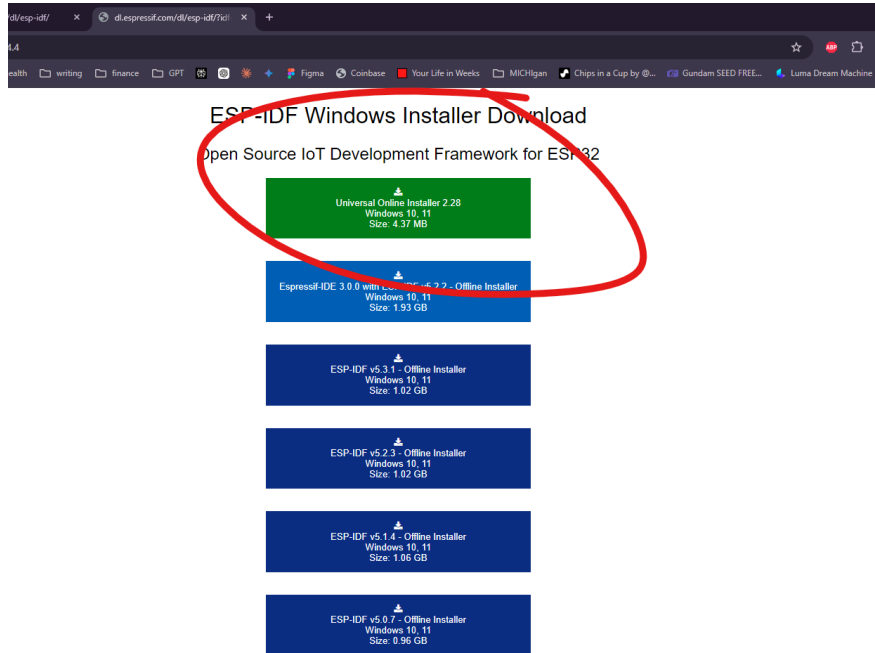 /dl/esp-idf/ × dl.espressif.com/dl/esp-idf/?idf × +
4.4
ealth writing finance GPT Figma Coinbase Your Life in Weeks MICHIgan Chips in a Cup by @... Gundam SEED FREE... Luma Dream Machine
ESP-IDF Windows Installer Download
Open Source IoT Development Framework for ESP32
Universal Online Installer 2.28
Windows 10, 11
Size: 4.37 MB
Espressif-IDE 3.0.0 with ESP-IDF v5.2.2 - Offline Installer
Windows 10, 11
Size: 1.93 GB
ESP-IDF v5.3.1 - Offline Installer
Windows 10, 11
Size: 1.02 GB
ESP-IDF v5.2.3 - Offline Installer
Windows 10, 11
Size: 1.02 GB
ESP-IDF v5.1.4 - Offline Installer
Windows 10, 11
Size: 1.06 GB
ESP-IDF v5.0.7 - Offline Installer
Windows 10, 11
Size: 0.96 GB